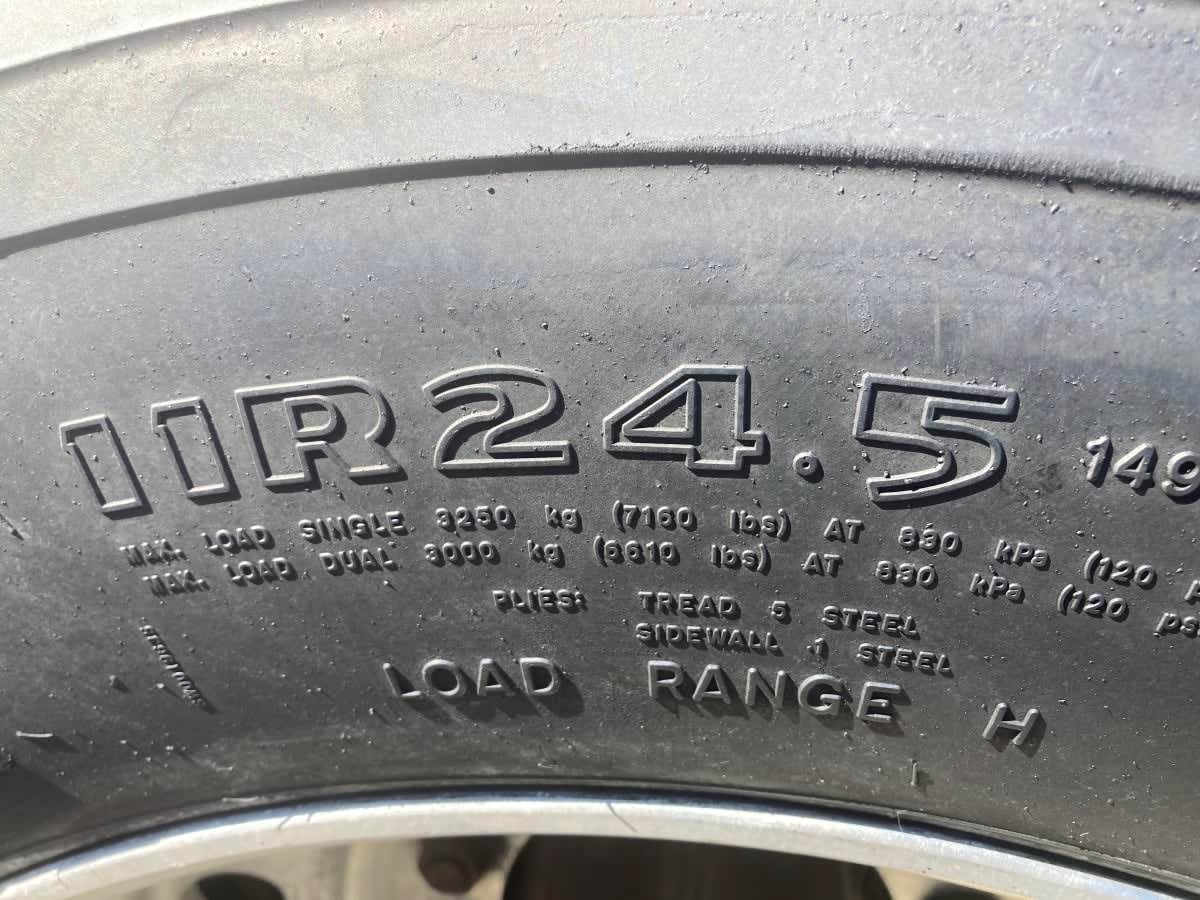 11R24.5 149
MAX. LOAD SINGLE 3250 kg (7160 lbs) AT 830 kPa (120
MAX. LOAD DUAL 3000 kg (6610 lbs) AT 830 kPa (120 ps
PLIES: TREAD 5 STEEL
SIDEWALL 1 STEEL
LOAD RANGE H